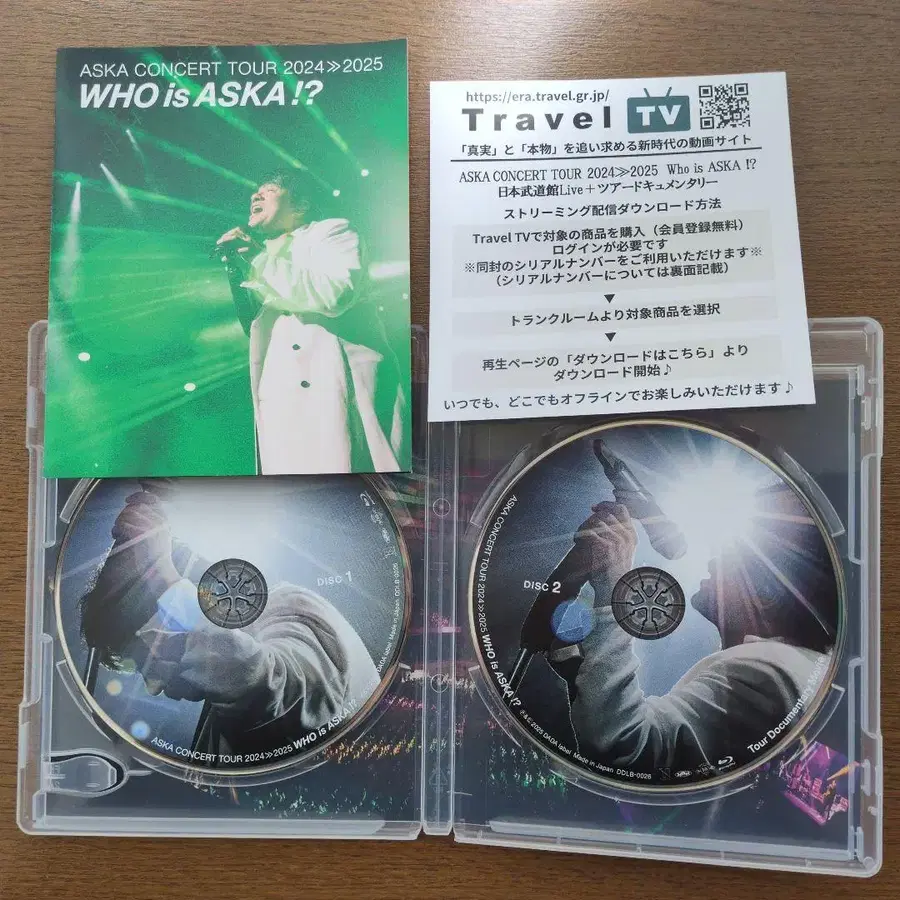 ASKA CONCERT TOUR 2024≫2025
WHO is ASKA!?
https://era.travel.gr.jp/
Travel TV
「真実」と「本物」を追い求める新時代の動画サイト
ASKA CONCERT TOUR 2024≫2025 Who is ASKA !?
日本武道館Live+ツアードキュメンタリー
ストリーミング配信ダウンロード方法
Travel TVで対象の商品を購入（会員登録無料）
ログインが必要です
※同封のシリアルナンバーをご利用いただけます※
（シリアルナンバーについては裏面記載）
▼
トランクルームより対象商品を選択
▼
再生ページの「ダウンロードはこちら」より
ダウンロード開始♪
いつでも、どこでもオフラインでお楽しみいただけます♪
DISC 1
ASKA CONCERT TOUR 2024≫2025 WHO is ASKA!?
DADA label Made in Japan DDLB-0026
DISC 2
ASKA CONCERT TOUR 2024≫2025 WHO is ASKA!?
℗&© 2025 DADA label Made in Japan DDLB-0026
Tour Documentary